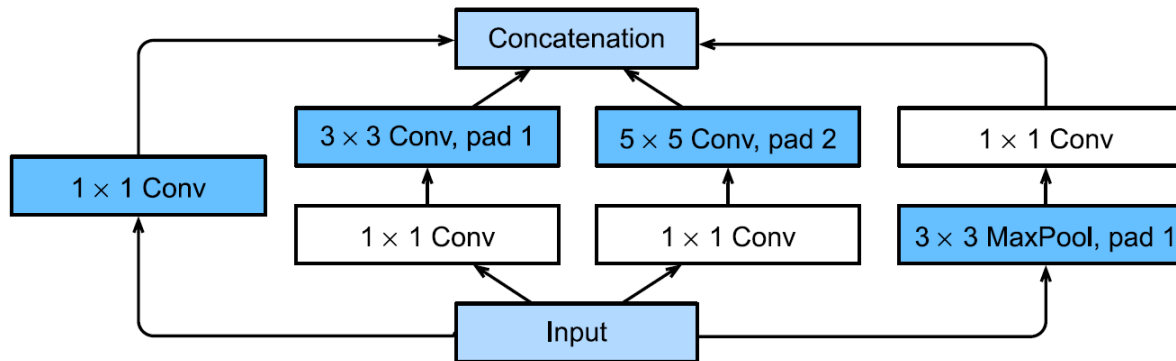 Concatenation
3 × 3 Conv, pad 1
5 × 5 Conv, pad 2
1 × 1 Conv
1 × 1 Conv
1 × 1 Conv
1 × 1 Conv
3 × 3 MaxPool, pad 1
Input